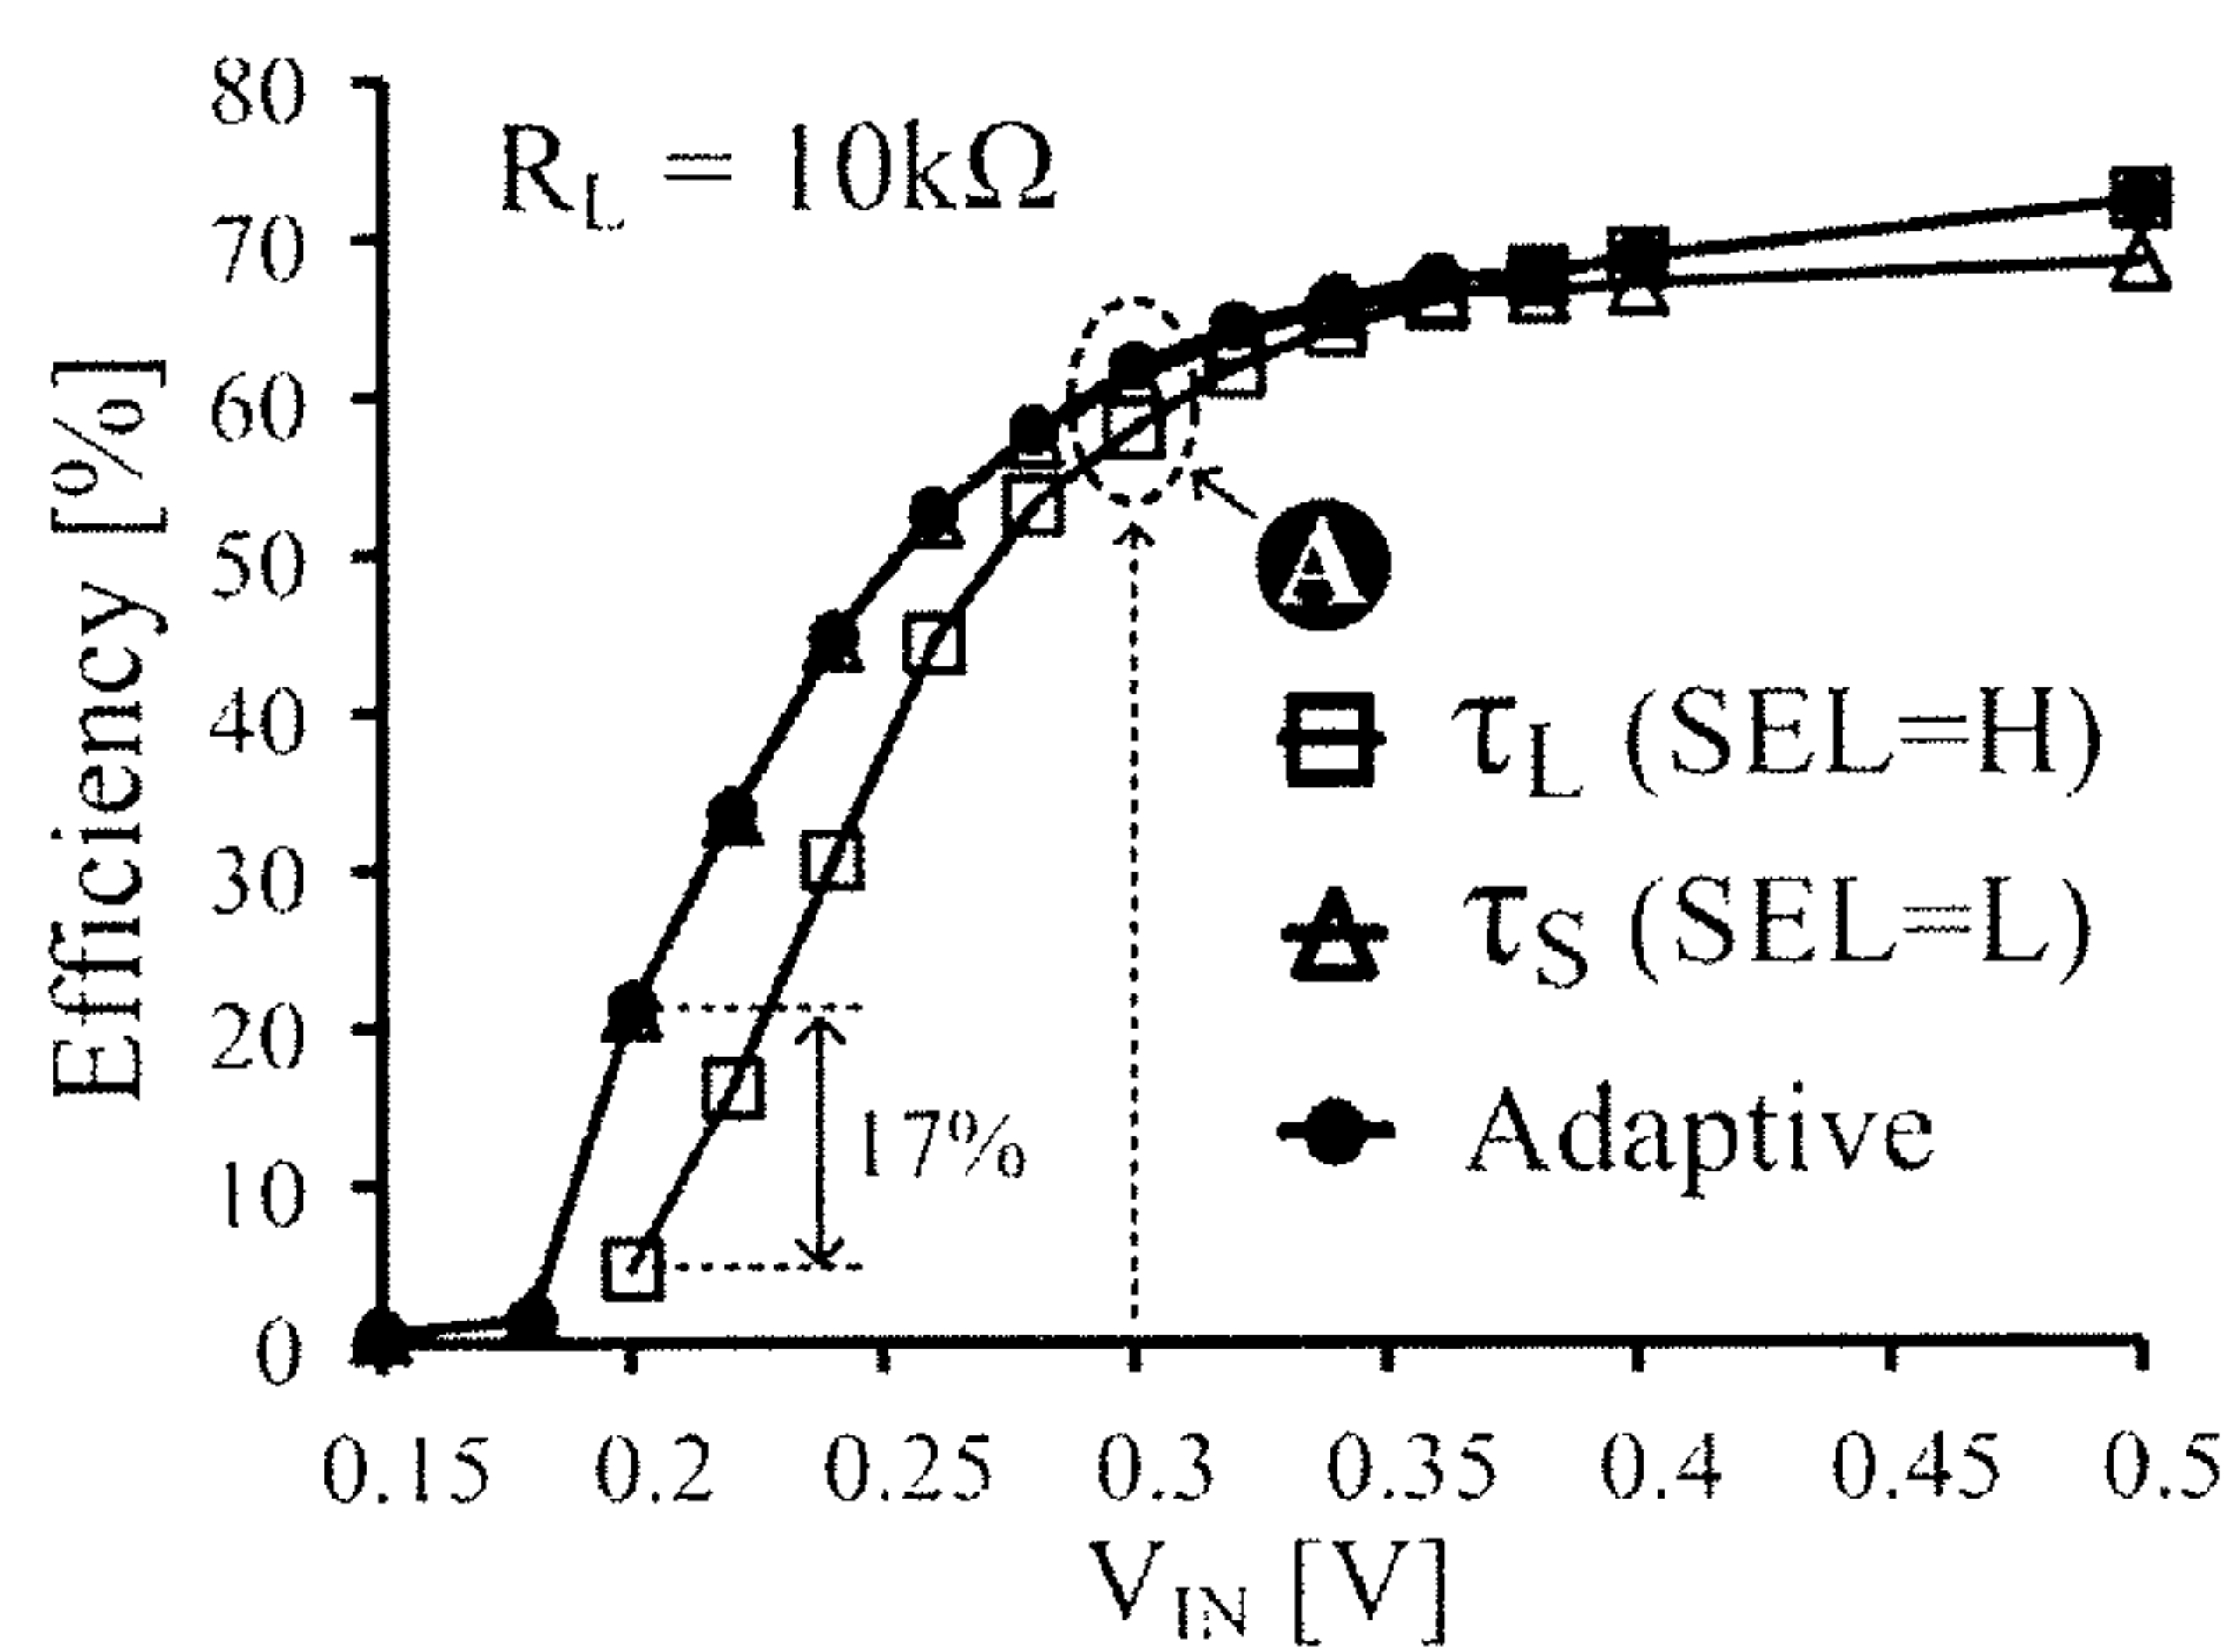 80
R_L = 10kΩ
70
60
50
A
40
τ_L (SEL=H)
30
τ_S (SEL=L)
20
17%
Adaptive
10
0
Efficiency [%]
0.15 0.2 0.25 0.3 0.35 0.4 0.45 0.5
V_IN [V]